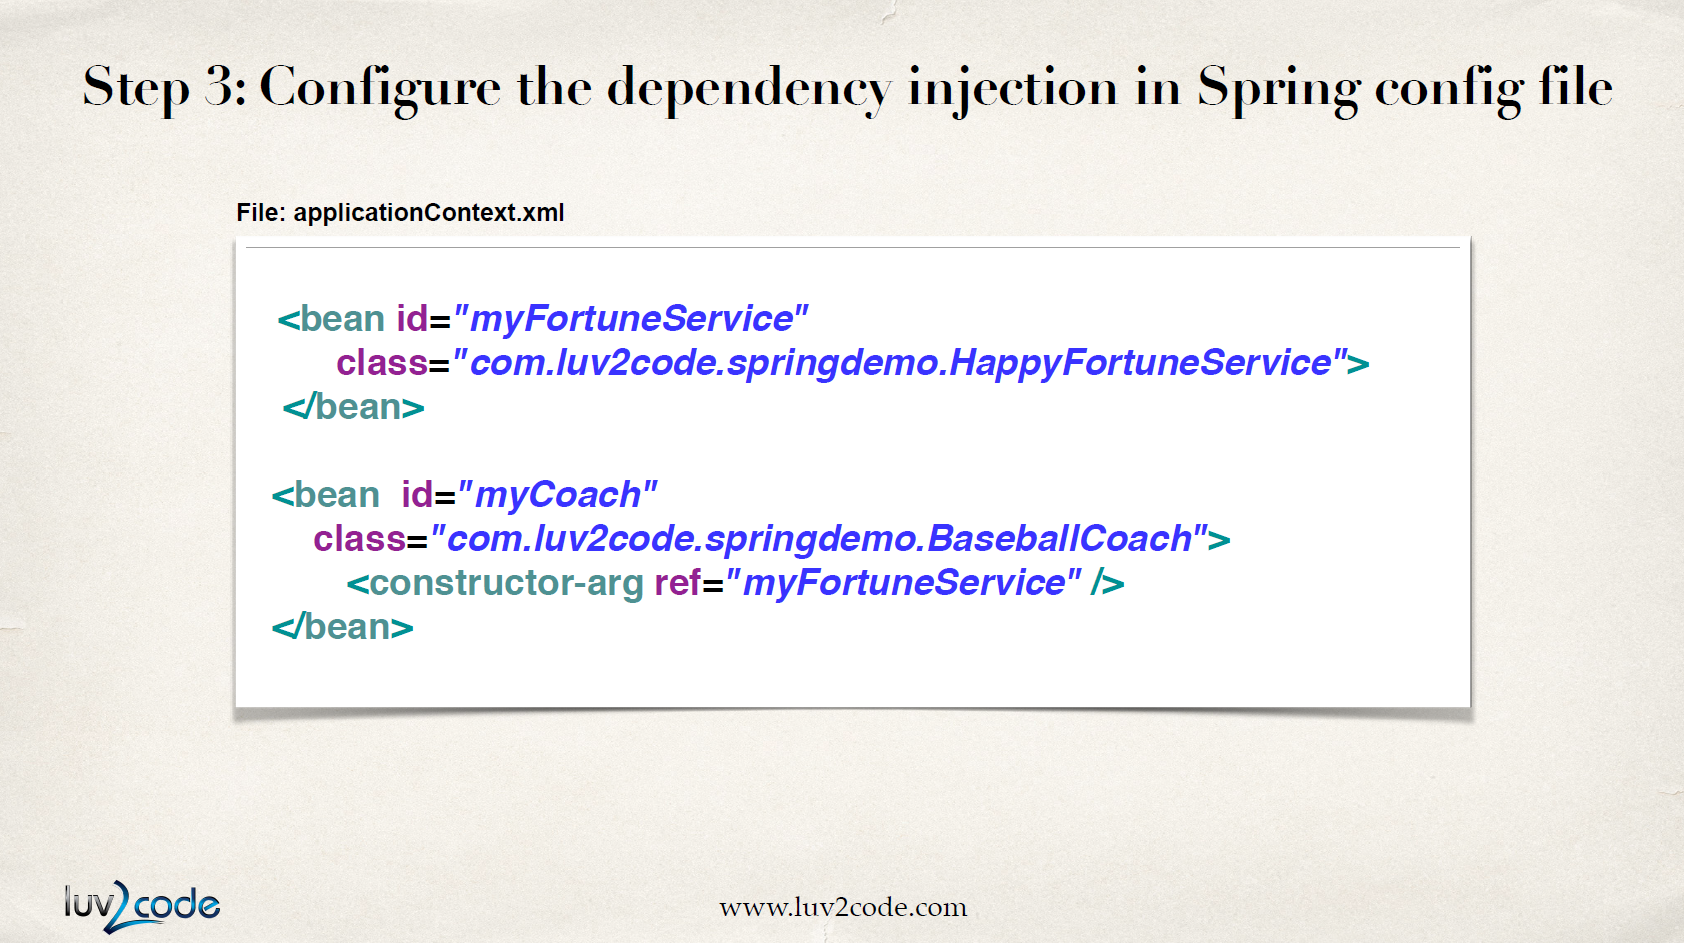 Step 3: Configure the dependency injection in Spring config file
File: applicationContext.xml
<bean id="myFortuneService"
class="com.luv2code.springdemo.HappyFortuneService">
</bean>
<bean id="myCoach"
class="com.luv2code.springdemo.BaseballCoach">
<constructor-arg ref="myFortuneService" />
</bean>
luv2code
www.luv2code.com